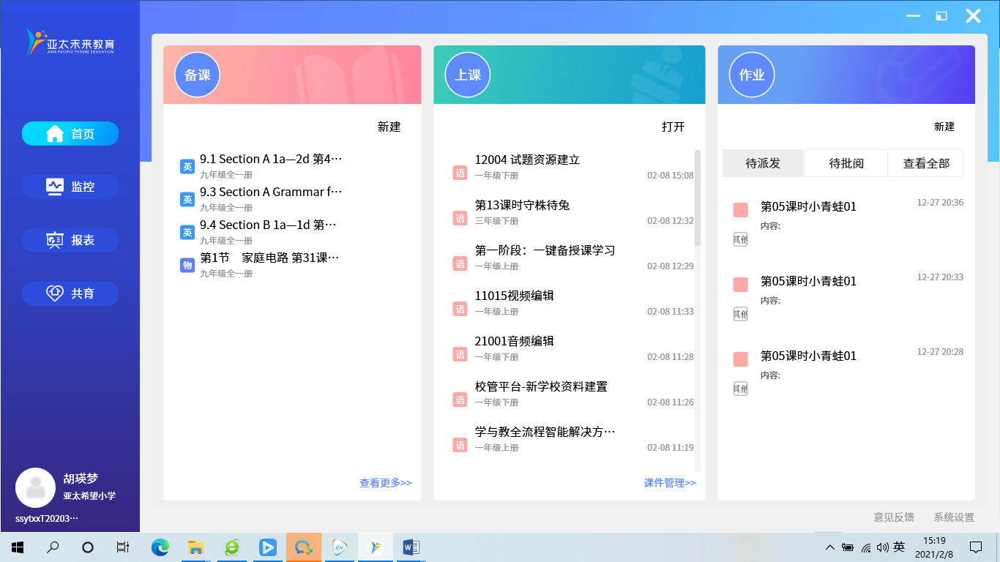 亚太未来教育
ASIA PACIFIC FUTURE EDUCATION
首页
监控
报表
共育
胡瑛梦
亚太希望小学
ssytxxT20203···
备课
新建
英
9.1 Section A 1a—2d 第4···
九年级全一册
英
9.3 Section A Grammar f···
九年级全一册
英
9.4 Section B 1a—1d 第···
九年级全一册
物
第1节　家庭电路 第31课···
九年级全一册
查看更多>>
上课
打开
语
12004 试题资源建立
一年级下册 02-08 15:08
语
第13课时守株待兔
三年级下册 02-08 12:32
语
第一阶段：一键备授课学习
一年级上册 02-08 12:29
语
11015视频编辑
一年级上册 02-08 11:33
语
21001音频编辑
一年级下册 02-08 11:28
语
校管平台-新学校资料建置
一年级下册 02-08 11:26
语
学与教全流程智能解决方···
一年级上册 02-08 11:19
课件管理>>
作业
新建
待派发 待批阅 查看全部
第05课时小青蛙01 12-27 20:36
内容:
其他
第05课时小青蛙01 12-27 20:33
内容:
其他
第05课时小青蛙01 12-27 20:28
内容:
其他
意见反馈 系统设置
英
15:19
2021/2/8